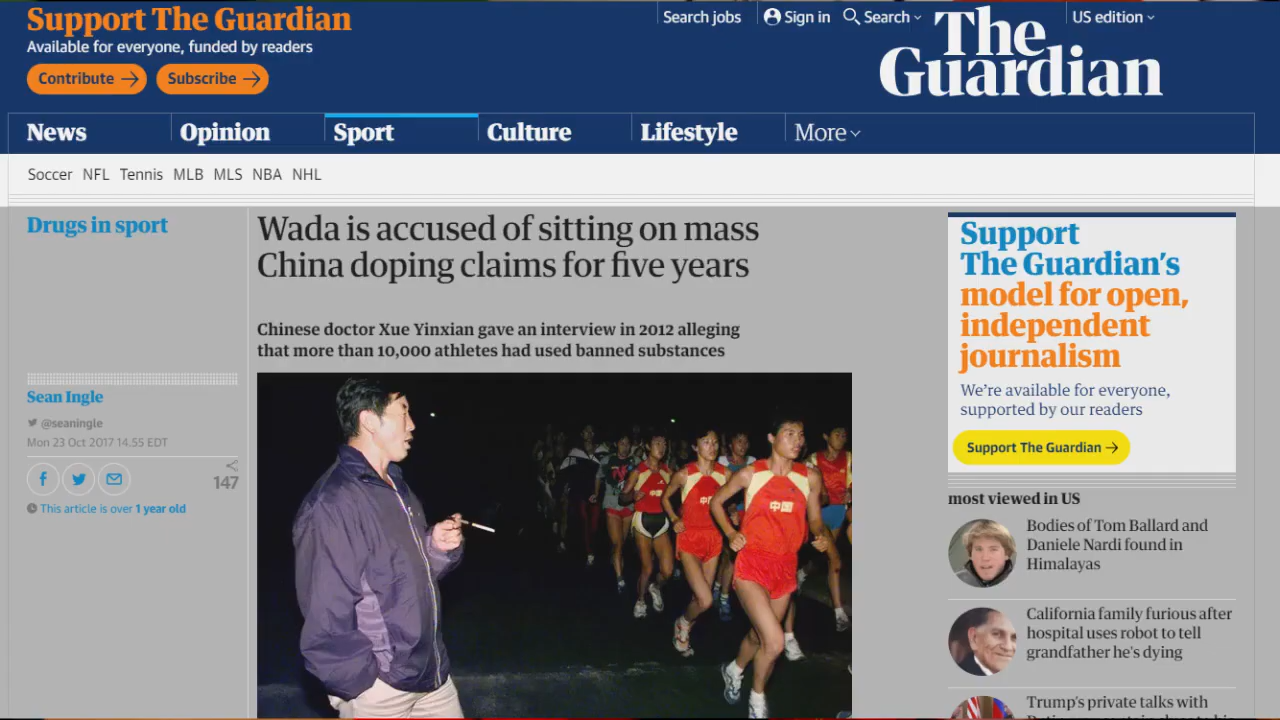 Support The Guardian
Available for everyone, funded by readers
Contribute
Subscribe
Search jobs
Sign in
Search
US edition
The
Guardian
News
Opinion
Sport
Culture
Lifestyle
More
Soccer NFL Tennis MLB MLS NBA NHL
Drugs in sport
Wada is accused of sitting on mass
China doping claims for five years
Chinese doctor Xue Yinxian gave an interview in 2012 alleging
that more than 10,000 athletes had used banned substances
Sean Ingle
@seaningle
Mon 23 Oct 2017 14.55 EDT
147
This article is over 1 year old
中国
中国
Support
The Guardian's
model for open,
independent
journalism
We're available for everyone,
supported by our readers
Support The Guardian
most viewed in US
Bodies of Tom Ballard and
Daniele Nardi found in
Himalayas
California family furious after
hospital uses robot to tell
grandfather he's dying
Trump's private talks with